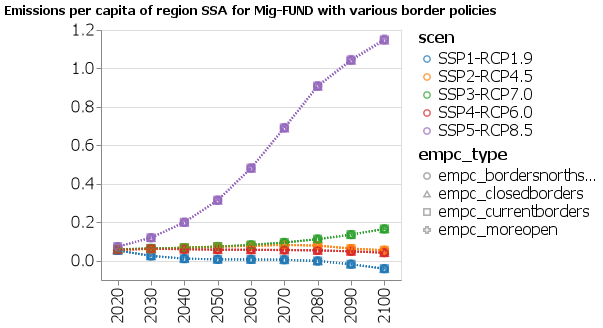 Emissions per capita of region SSA for Mig-FUND with various border policies
1.2
1.0
0.8
0.6
0.4
0.2
0.0
2020
2030
2040
2050
2060
2070
2080
2090
2100
scen
SSP1-RCP1.9
SSP2-RCP4.5
SSP3-RCP7.0
SSP4-RCP6.0
SSP5-RCP8.5
empc_type
empc_bordersnorths...
empc_closedborders
empc_currentborders
empc_moreopen